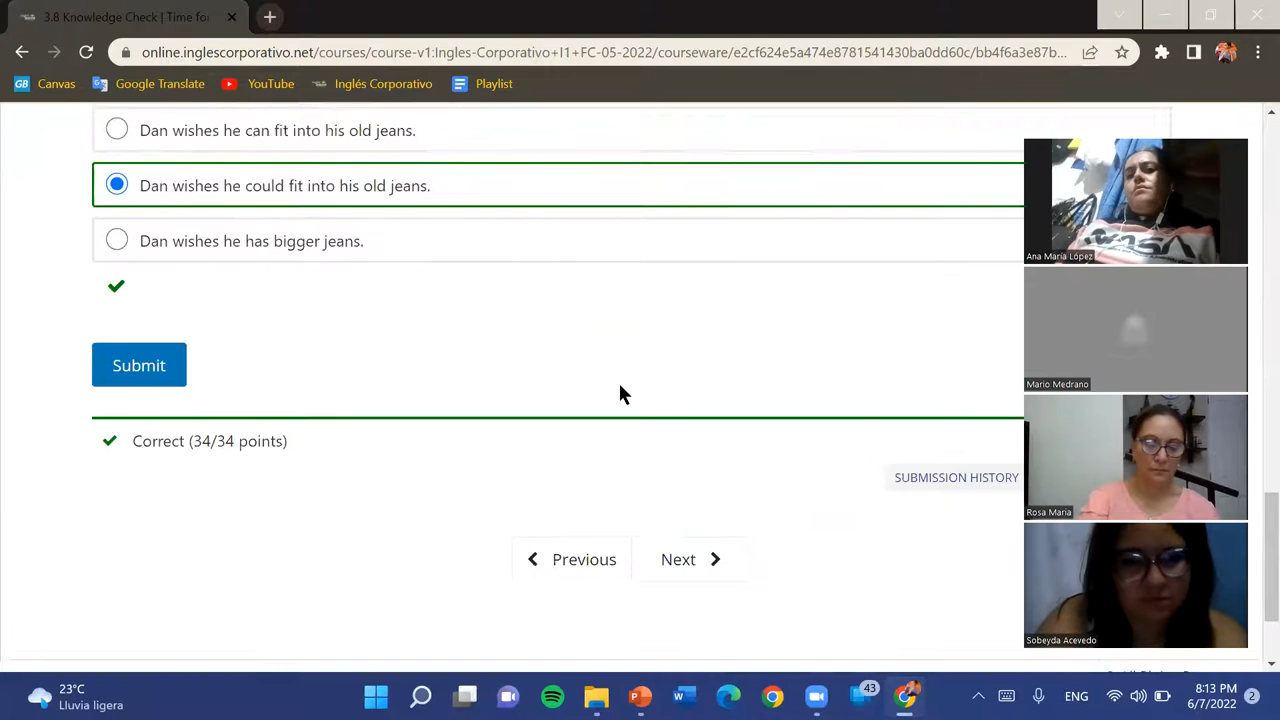 3.8 Knowledge Check | Time for
online.inglescorporativo.net/courses/course-v1:Ingles-Corporativo+I1+FC-05-2022/courseware/e2cf624e5a474e8781541430ba0dd60c/bb4f6a3e87b...
GB Canvas
Google Translate
YouTube
Inglés Corporativo
Playlist
Dan wishes he can fit into his old jeans.
Dan wishes he could fit into his old jeans.
Dan wishes he has bigger jeans.
Submit
Correct (34/34 points)
SUBMISSION HISTORY
Previous
Next
Ana María López
Mario Medrano
Rosa Maria
Sobeyda Acevedo
23°C
Lluvia ligera
43
ENG
8:13 PM
6/7/2022
2